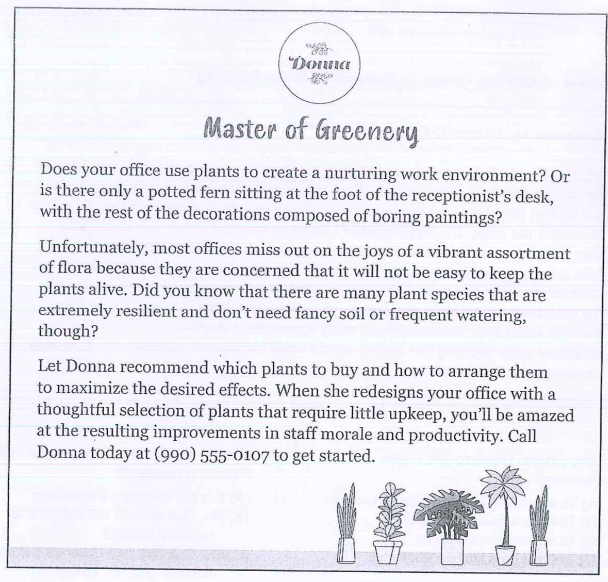 Donna
Master of Greenery
Does your office use plants to create a nurturing work environment? Or
is there only a potted fern sitting at the foot of the receptionist's desk,
with the rest of the decorations composed of boring paintings?
Unfortunately, most offices miss out on the joys of a vibrant assortment
of flora because they are concerned that it will not be easy to keep the
plants alive. Did you know that there are many plant species that are
extremely resilient and don't need fancy soil or frequent watering,
though?
Let Donna recommend which plants to buy and how to arrange them
to maximize the desired effects. When she redesigns your office with a
thoughtful selection of plants that require little upkeep, you'll be amazed
at the resulting improvements in staff morale and productivity. Call
Donna today at (990) 555-0107 to get started.